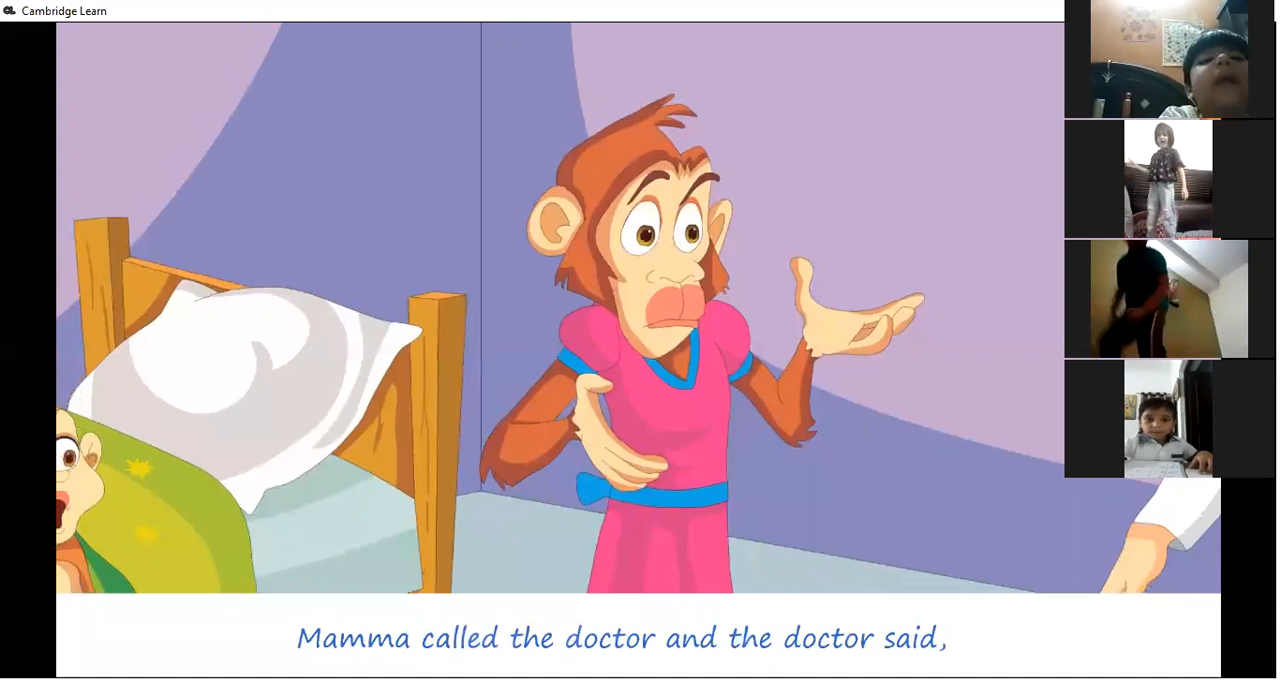 Cambridge Learn
Mamma called the doctor and the doctor said,